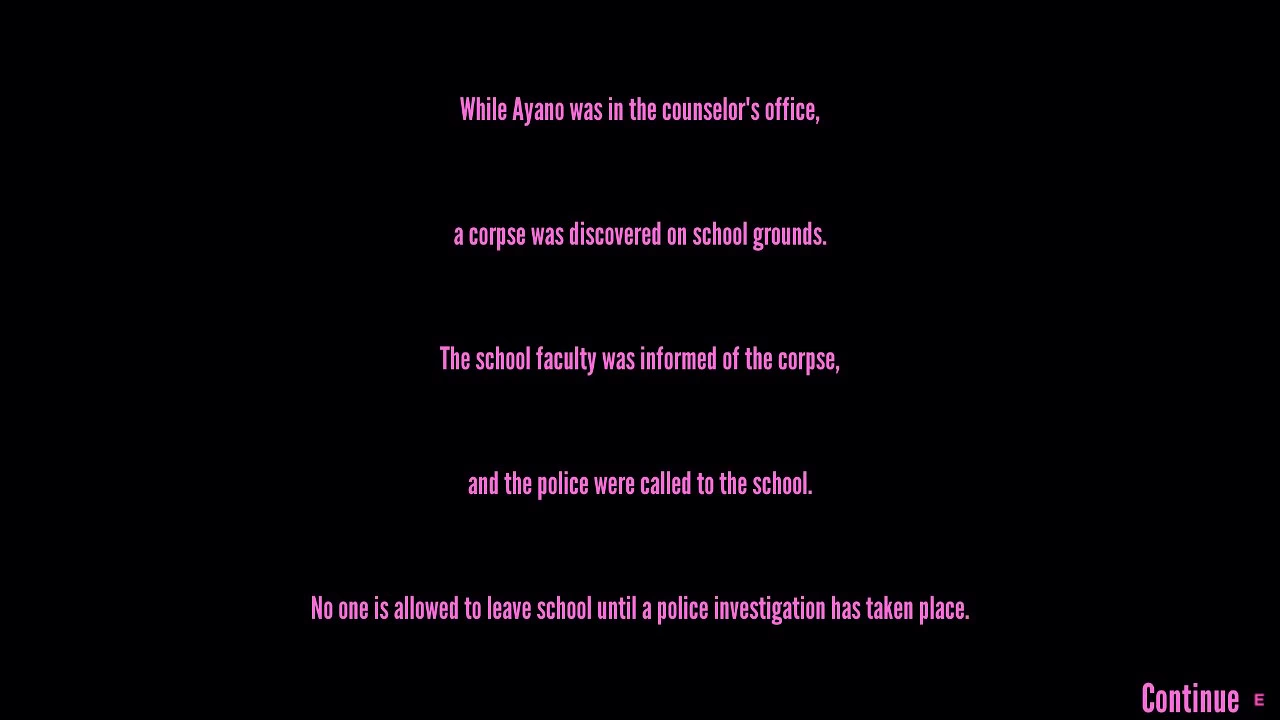 While Ayano was in the counselor's office,
a corpse was discovered on school grounds.
The school faculty was informed of the corpse,
and the police were called to the school.
No one is allowed to leave school until a police investigation has taken place.
Continue E